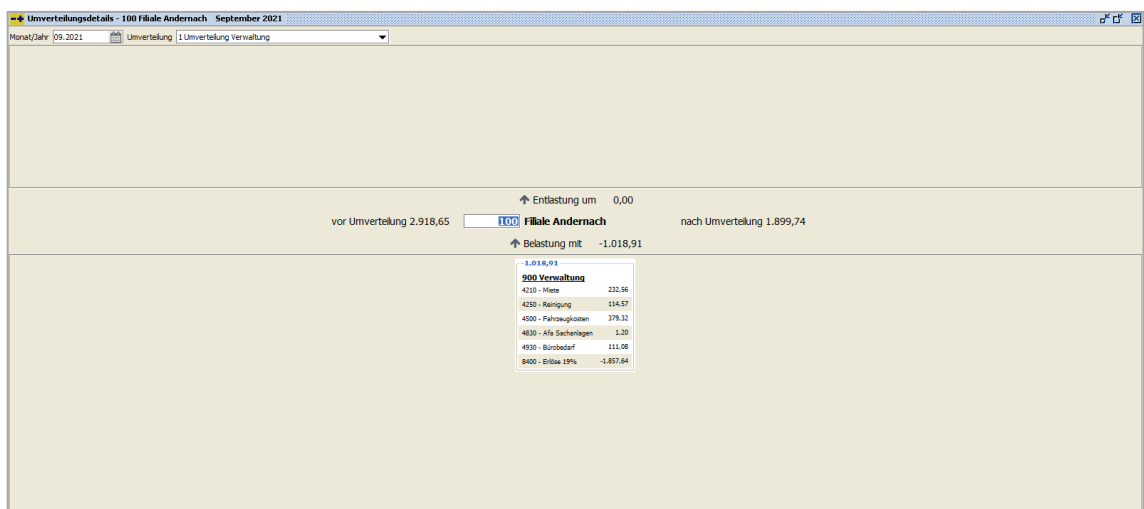 Umverteilungsdetails - 100 Filiale Andernach September 2021
Monat/Jahr 09.2021 Umverteilung 1 Umverteilung Verwaltung
Entlastung um 0,00
vor Umverteilung 2.918,65 100 Filiale Andernach nach Umverteilung 1.899,74
Belastung mit -1.018,91
-1.018,91
900 Verwaltung
4210 - Miete 232,56
4250 - Reinigung 114,57
4500 - Fahrzeugkosten 379,32
4830 - Afa Sachanlagen 1,20
4930 - Bürobedarf 111,08
8400 - Erlöse 19% -1.857,64